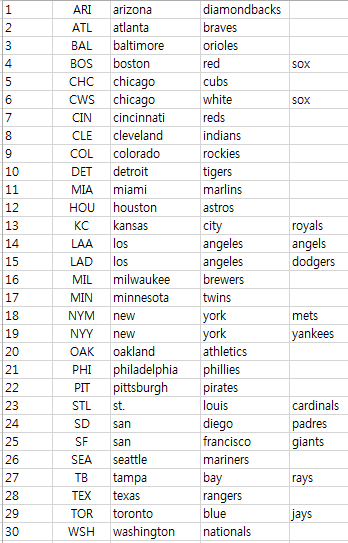 1 ARI arizona diamondbacks
2 ATL atlanta braves
3 BAL baltimore orioles
4 BOS boston red sox
5 CHC chicago cubs
6 CWS chicago white sox
7 CIN cincinnati reds
8 CLE cleveland indians
9 COL colorado rockies
10 DET detroit tigers
11 MIA miami marlins
12 HOU houston astros
13 KC kansas city royals
14 LAA los angeles angels
15 LAD los angeles dodgers
16 MIL milwaukee brewers
17 MIN minnesota twins
18 NYM new york mets
19 NYY new york yankees
20 OAK oakland athletics
21 PHI philadelphia phillies
22 PIT pittsburgh pirates
23 STL st. louis cardinals
24 SD san diego padres
25 SF san francisco giants
26 SEA seattle mariners
27 TB tampa bay rays
28 TEX texas rangers
29 TOR toronto blue jays
30 WSH washington nationals